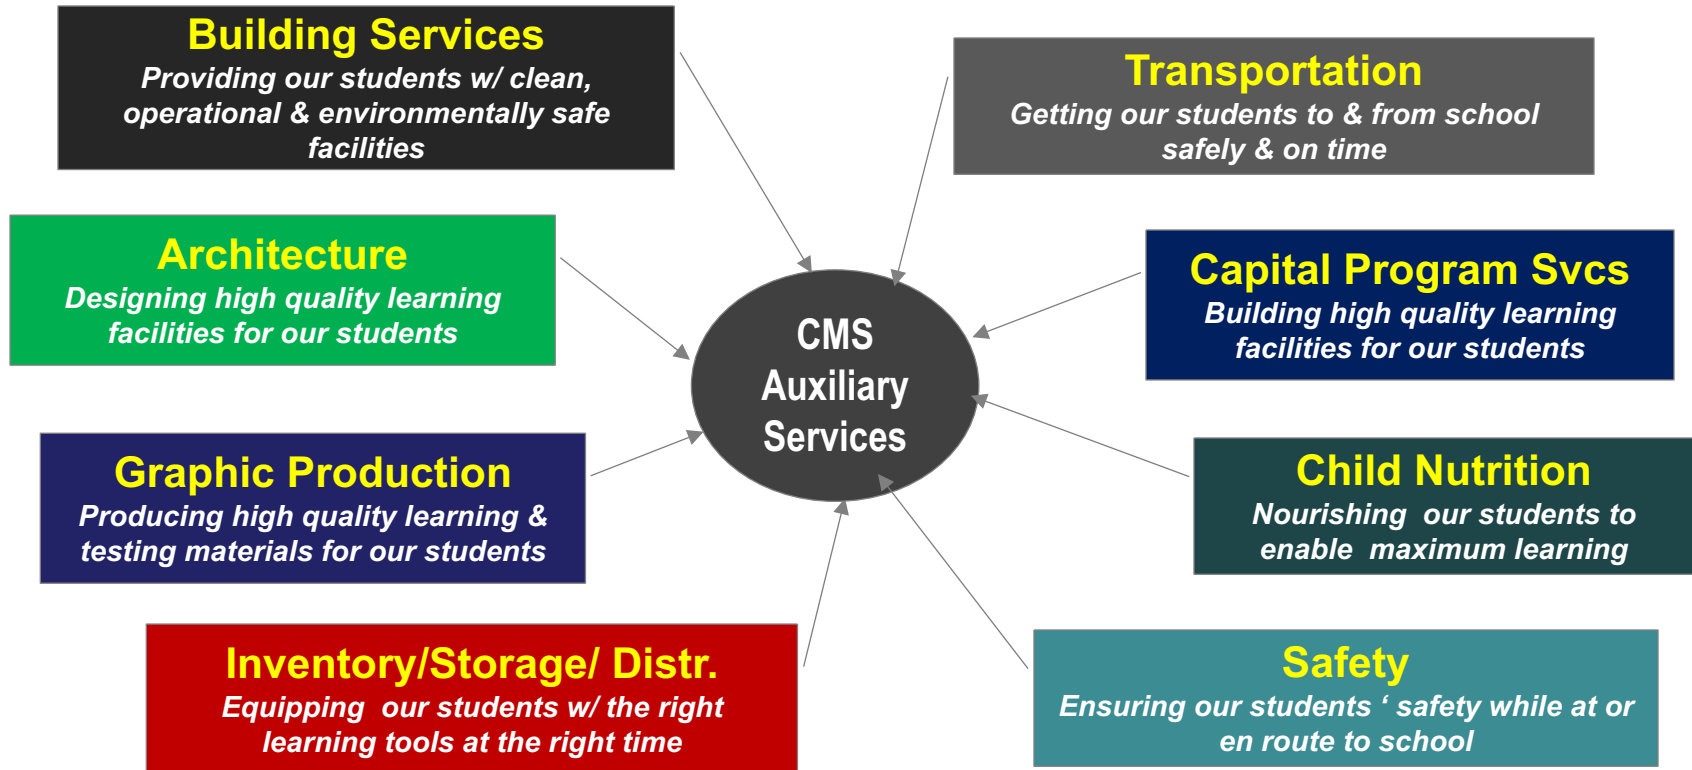 Building Services
Providing our students w/ clean,
operational & environmentally safe
facilities
Transportation
Getting our students to & from school
safely & on time
Architecture
Designing high quality learning
facilities for our students
Capital Program Svcs
Building high quality learning
facilities for our students
CMS
Auxiliary
Services
Graphic Production
Producing high quality learning &
testing materials for our students
Child Nutrition
Nourishing  our students to
enable  maximum learning
Inventory/Storage/ Distr.
Equipping  our students w/ the right
learning tools at the right time
Safety
Ensuring our students ‘ safety while at or
en route to school